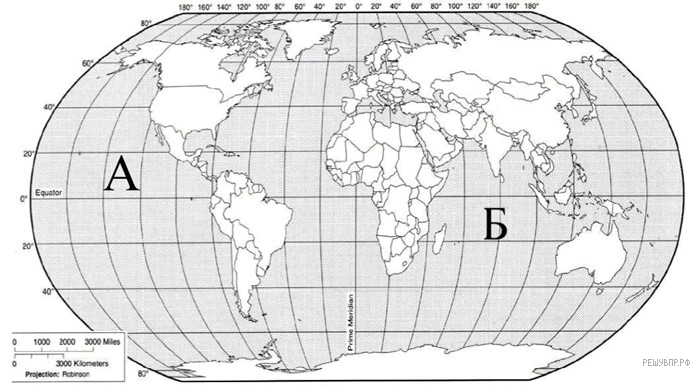 180° 160° 140° 120° 100° 80° 60° 40° 20° 0° 20° 40° 60° 80° 100° 120° 140° 160° 180°
80°
60°
40°
20°
А
Equator
0°
Б
20°
40°
Prime Meridian
0 1000 2000 3000 Miles
0 3000 Kilometers
Projection: Robinson
80°
РЕШУВПР.РФ